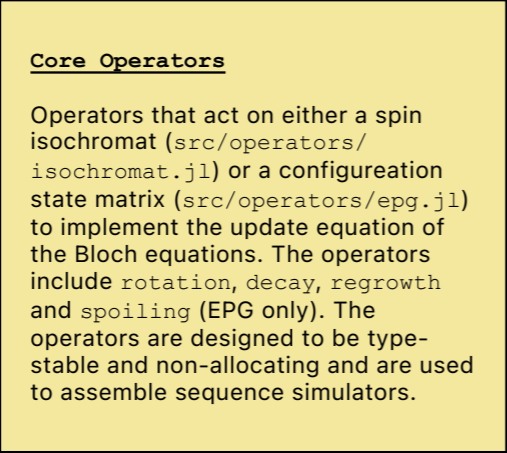 Core Operators
Operators that act on either a spin
isochromat (src/operators/
isochromat.jl) or a configureation
state matrix (src/operators/epg.jl)
to implement the update equation of
the Bloch equations. The operators
include rotation, decay, regrowth
and spoiling (EPG only). The
operators are designed to be type-
stable and non-allocating and are used
to assemble sequence simulators.